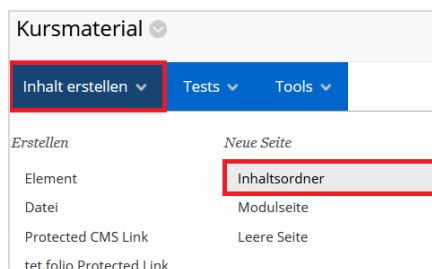 Kursmaterial
Inhalt erstellen Tests Tools
Erstellen Neue Seite
Element Inhaltsordner
Datei Modulseite
Protected CMS Link Leere Seite
tet.folio Protected Link